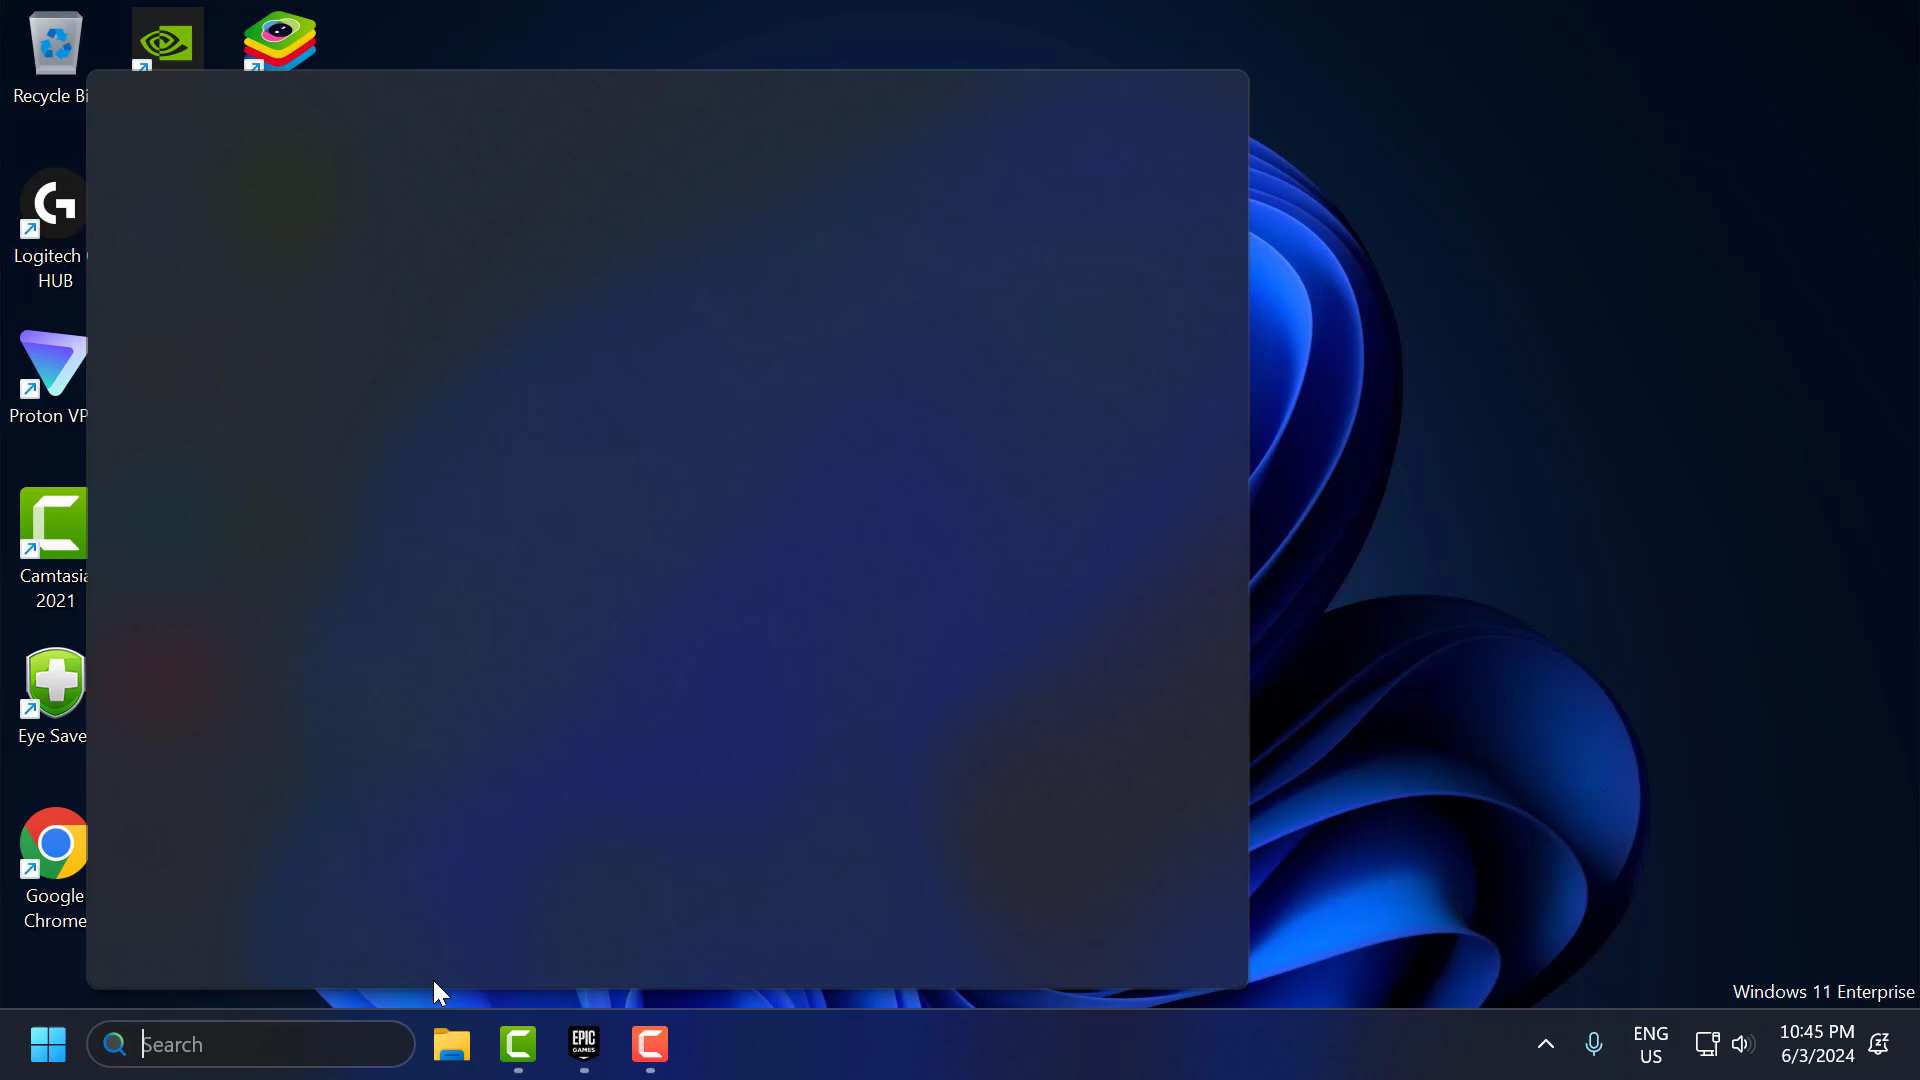 Recycle Bi
Logitech
HUB
Proton VP
Camtasia
2021
Eye Save
Google
Chrome
Windows 11 Enterprise
Search
EPIC
GAMES
ENG
US
10:45 PM
6/3/2024